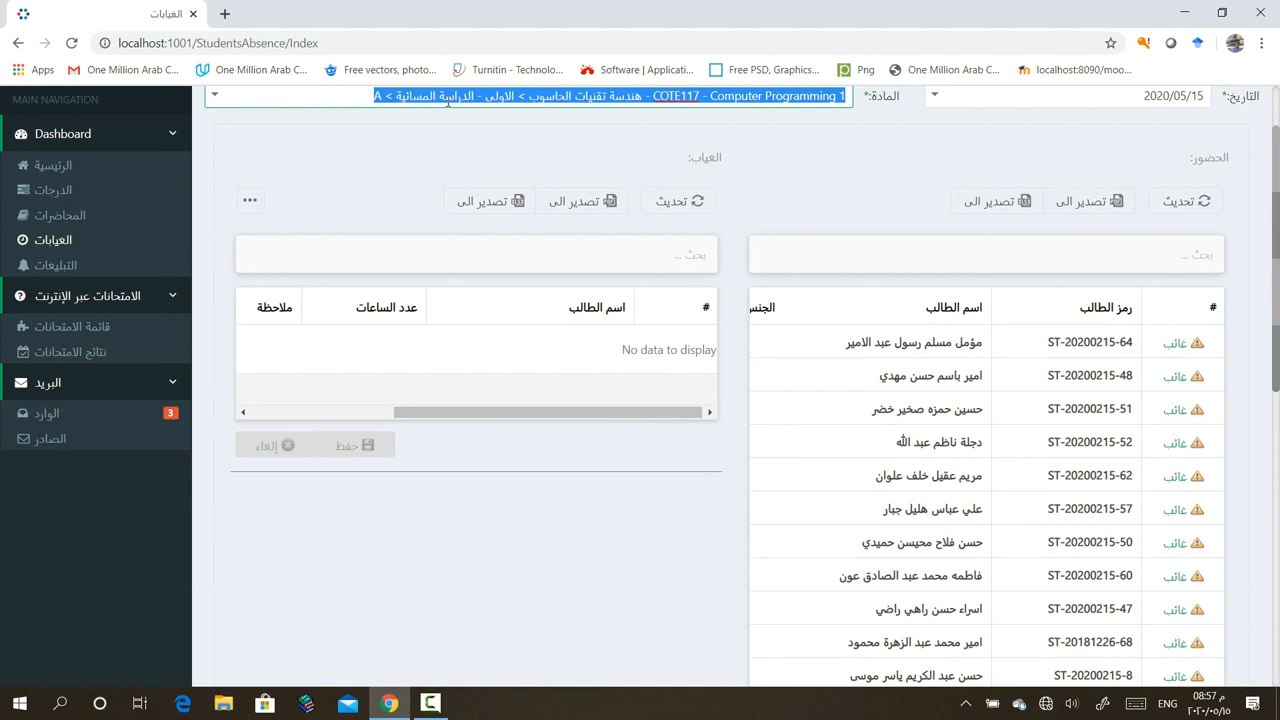 الغيابات
localhost:1001/StudentsAbsence/Index
Apps
One Million Arab C...
One Million Arab C...
Free vectors, photo...
Turnitin - Technolo...
Software | Applicati...
Free PSD, Graphics...
Png
One Million Arab C...
localhost:8090/moo...
MAIN NAVIGATION
Dashboard
الرئيسية
الدرجات
المحاضرات
الغيابات
التبليغات
الامتحانات عبر الإنترنت
قائمة الامتحانات
نتائج الامتحانات
البريد
الوارد 3
الصادر
التاريخ:*
2020/05/15
المادة:*
COTE117 - Computer Programming 1 - هندسة تقنيات الحاسوب > الاولى - الدراسة المسائية > A
الحضور:
الغياب:
تحديث
تصدير الى
تصدير الى
تحديث
تصدير الى
تصدير الى
بحث ...
بحث ...
# رمز الطالب اسم الطالب الجنس
غائب ST-20200215-64 مؤمل مسلم رسول عبد الامير
غائب ST-20200215-48 امير باسم حسن مهدي
غائب ST-20200215-51 حسين حمزه صخير خضر
غائب ST-20200215-52 دجلة ناظم عبد الله
غائب ST-20200215-62 مريم عقيل خلف علوان
غائب ST-20200215-57 علي عباس هليل جبار
غائب ST-20200215-50 حسن فلاح محيسن حميدي
غائب ST-20200215-60 فاطمه محمد عبد الصادق عون
غائب ST-20200215-47 اسراء حسن راهي راضي
غائب ST-20181226-68 امير محمد عبد الزهرة محمود
غائب ST-20200215-8 حسن عبد الكريم ياسر موسى
# اسم الطالب عدد الساعات ملاحظة
No data to display
حفظ
إلغاء
ENG
08:57 م
٢٠٢٠/٠٥/١٥